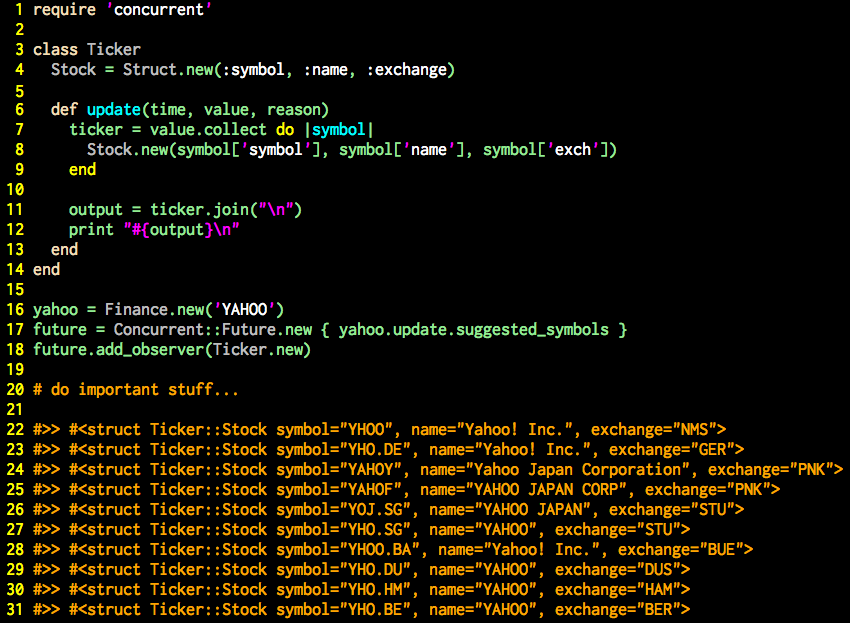 1 require 'concurrent'
2
3 class Ticker
4   Stock = Struct.new(:symbol, :name, :exchange)
5
6   def update(time, value, reason)
7     ticker = value.collect do |symbol|
8       Stock.new(symbol['symbol'], symbol['name'], symbol['exch'])
9     end
10
11     output = ticker.join("\n")
12     print "#{output}\n"
13   end
14 end
15
16 yahoo = Finance.new('YAHOO')
17 future = Concurrent::Future.new { yahoo.update.suggested_symbols }
18 future.add_observer(Ticker.new)
19
20 # do important stuff...
21
22 #>> #<struct Ticker::Stock symbol="YHOO", name="Yahoo! Inc.", exchange="NMS">
23 #>> #<struct Ticker::Stock symbol="YHO.DE", name="Yahoo! Inc.", exchange="GER">
24 #>> #<struct Ticker::Stock symbol="YAHOY", name="Yahoo Japan Corporation", exchange="PNK">
25 #>> #<struct Ticker::Stock symbol="YAHOF", name="YAHOO JAPAN CORP", exchange="PNK">
26 #>> #<struct Ticker::Stock symbol="YOJ.SG", name="YAHOO JAPAN", exchange="STU">
27 #>> #<struct Ticker::Stock symbol="YHO.SG", name="YAHOO", exchange="STU">
28 #>> #<struct Ticker::Stock symbol="YHOO.BA", name="Yahoo! Inc.", exchange="BUE">
29 #>> #<struct Ticker::Stock symbol="YHO.DU", name="YAHOO", exchange="DUS">
30 #>> #<struct Ticker::Stock symbol="YHO.HM", name="YAHOO", exchange="HAM">
31 #>> #<struct Ticker::Stock symbol="YHO.BE", name="YAHOO", exchange="BER">